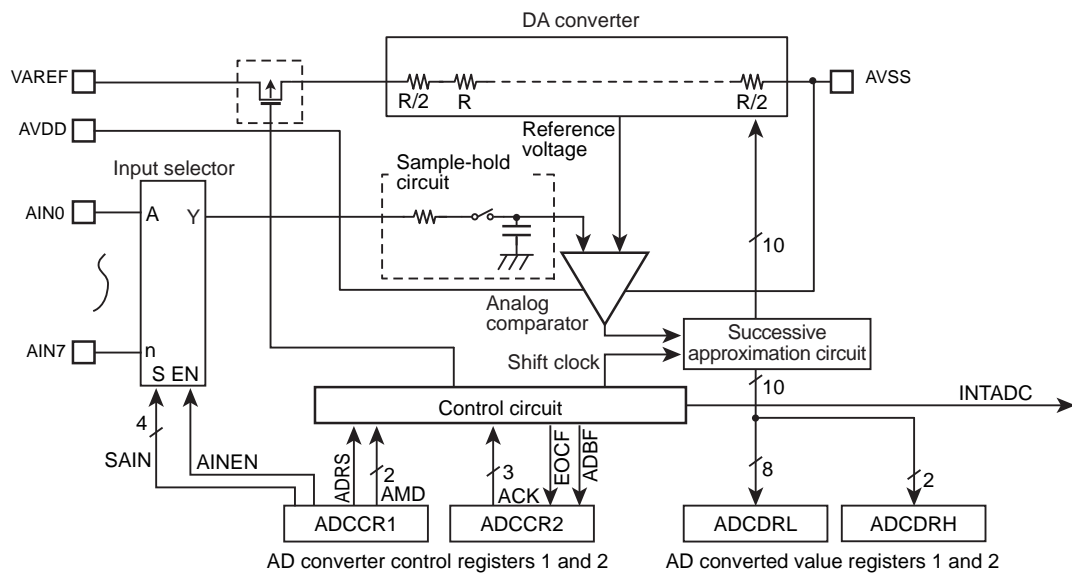 DA converter
VAREF
AVSS
R/2
R
R/2
AVDD
Reference
voltage
Input selector
Sample-hold
circuit
AIN0
A
Y
10
Analog
comparator
Successive
approximation circuit
AIN7
n
Shift clock
S EN
10
INTADC
Control circuit
4
SAIN
AINEN
ADRS
2
AMD
3
ACK
EOCF
ADBF
8
2
ADCCR1
ADCCR2
ADCDRL
ADCDRH
AD converter control registers 1 and 2
AD converted value registers 1 and 2